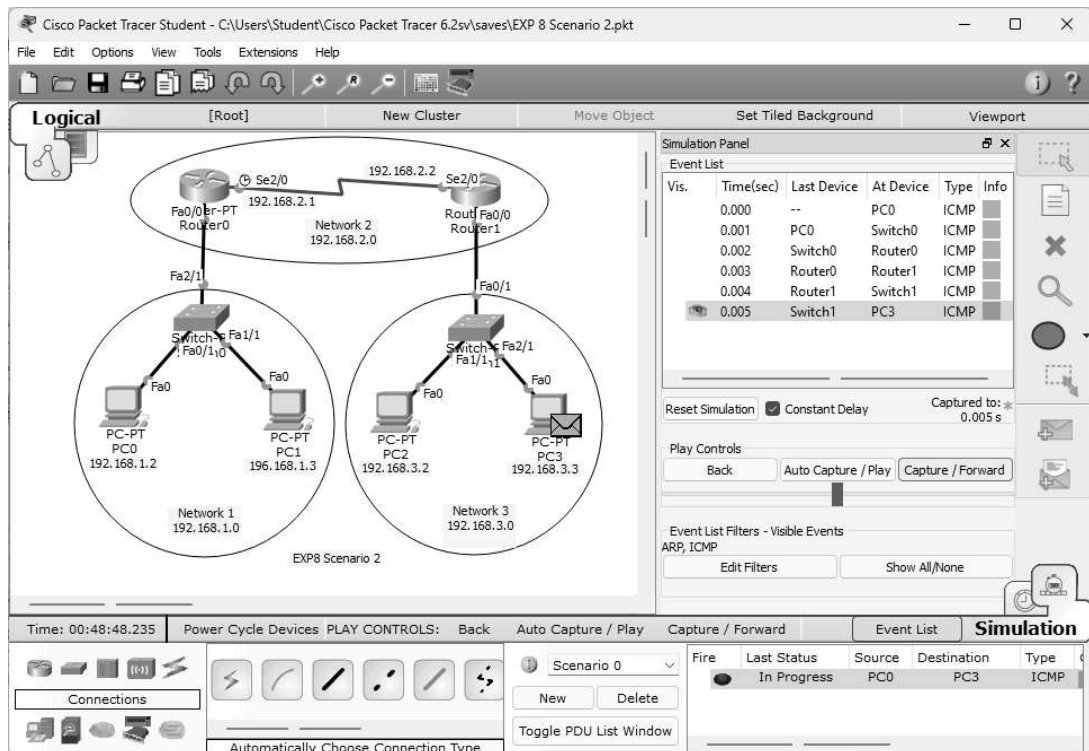 Cisco Packet Tracer Student - C:\Users\Student\Cisco Packet Tracer 6.2sv\saves\EXP 8 Scenario 2.pkt
File Edit Options View Tools Extensions Help
Logical [Root] New Cluster Move Object Set Tiled Background Viewport
Se2/0
192.168.2.1
192.168.2.2
Se2/0
Fa0/0
er-PT
Router0
Rout
Fa0/0
Router1
Network 2
192.168.2.0
Fa2/1
Fa0/1
Switch-
Fa0/1
Fa1/1
Switch-
Fa1/1
Fa2/1
Fa0
Fa0
Fa0
Fa0
PC-PT
PC0
192.168.1.2
PC-PT
PC1
196.168.1.3
PC-PT
PC2
192.168.3.2
PC-PT
PC3
192.168.3.3
Network 1
192.168.1.0
Network 3
192.168.3.0
EXP8 Scenario 2
Simulation Panel
Event List
Vis. Time(sec) Last Device At Device Type Info
0.000 -- PC0 ICMP
0.001 PC0 Switch0 ICMP
0.002 Switch0 Router0 ICMP
0.003 Router0 Router1 ICMP
0.004 Router1 Switch1 ICMP
0.005 Switch1 PC3 ICMP
Reset Simulation Constant Delay Captured to: *
0.005 s
Play Controls
Back Auto Capture / Play Capture / Forward
Event List Filters - Visible Events
ARP, ICMP
Edit Filters Show All/None
Time: 00:48:48.235 Power Cycle Devices PLAY CONTROLS: Back Auto Capture / Play Capture / Forward Event List Simulation
Connections
Automatically Choose Connection Type
Scenario 0
New Delete
Toggle PDU List Window
Fire Last Status Source Destination Type
In Progress PC0 PC3 ICMP